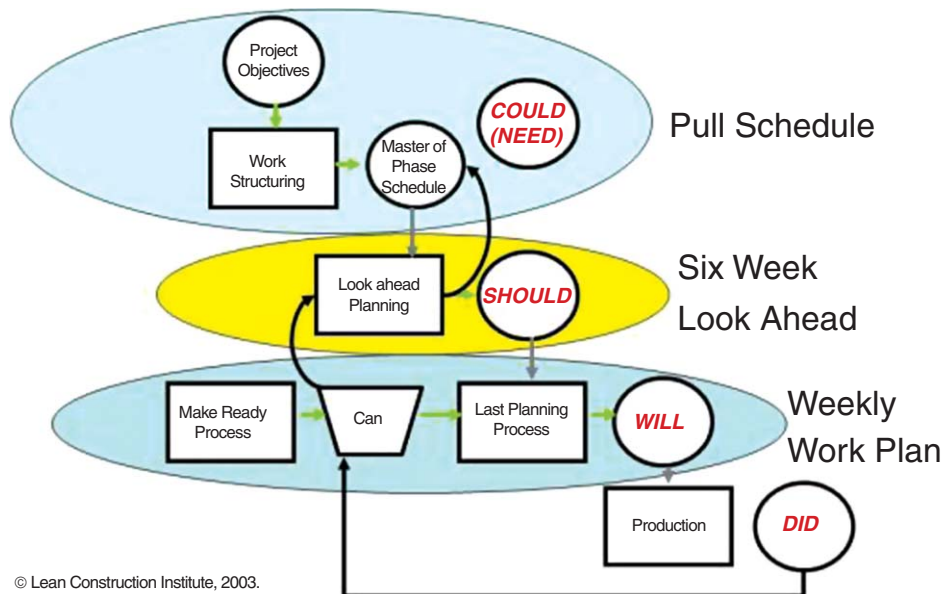 Project
Objectives
COULD
(NEED)
Pull Schedule
Work
Structuring
Master of
Phase
Schedule
Look ahead
Planning
SHOULD
Six Week
Look Ahead
Make Ready
Process
Can
Last Planning
Process
WILL
Weekly
Work Plan
Production
DID
© Lean Construction Institute, 2003.